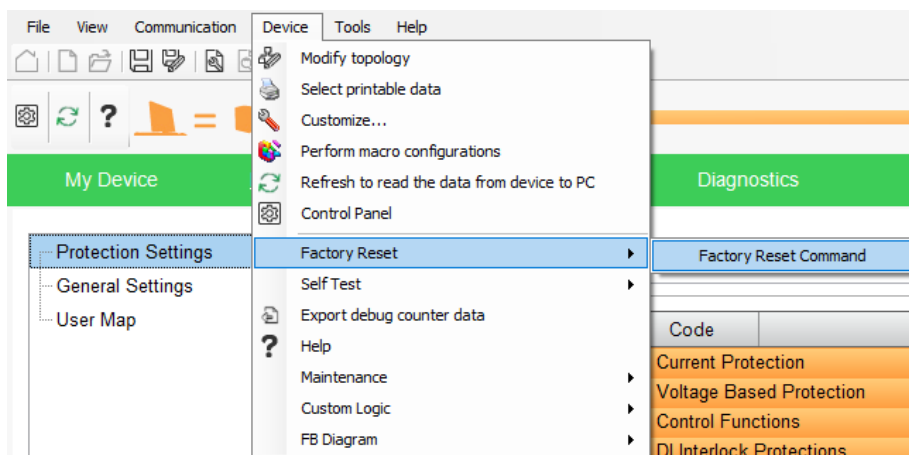 File View Communication Device Tools Help
Modify topology
Select printable data
? = Customize...
Perform macro configurations
My Device Refresh to read the data from device to PC Diagnostics
Control Panel
Protection Settings Factory Reset Factory Reset Command
General Settings Self Test
User Map Export debug counter data Code
? Help
Current Protection
Maintenance
Voltage Based Protection
Custom Logic
Control Functions
FB Diagram
DI Interlock Protections